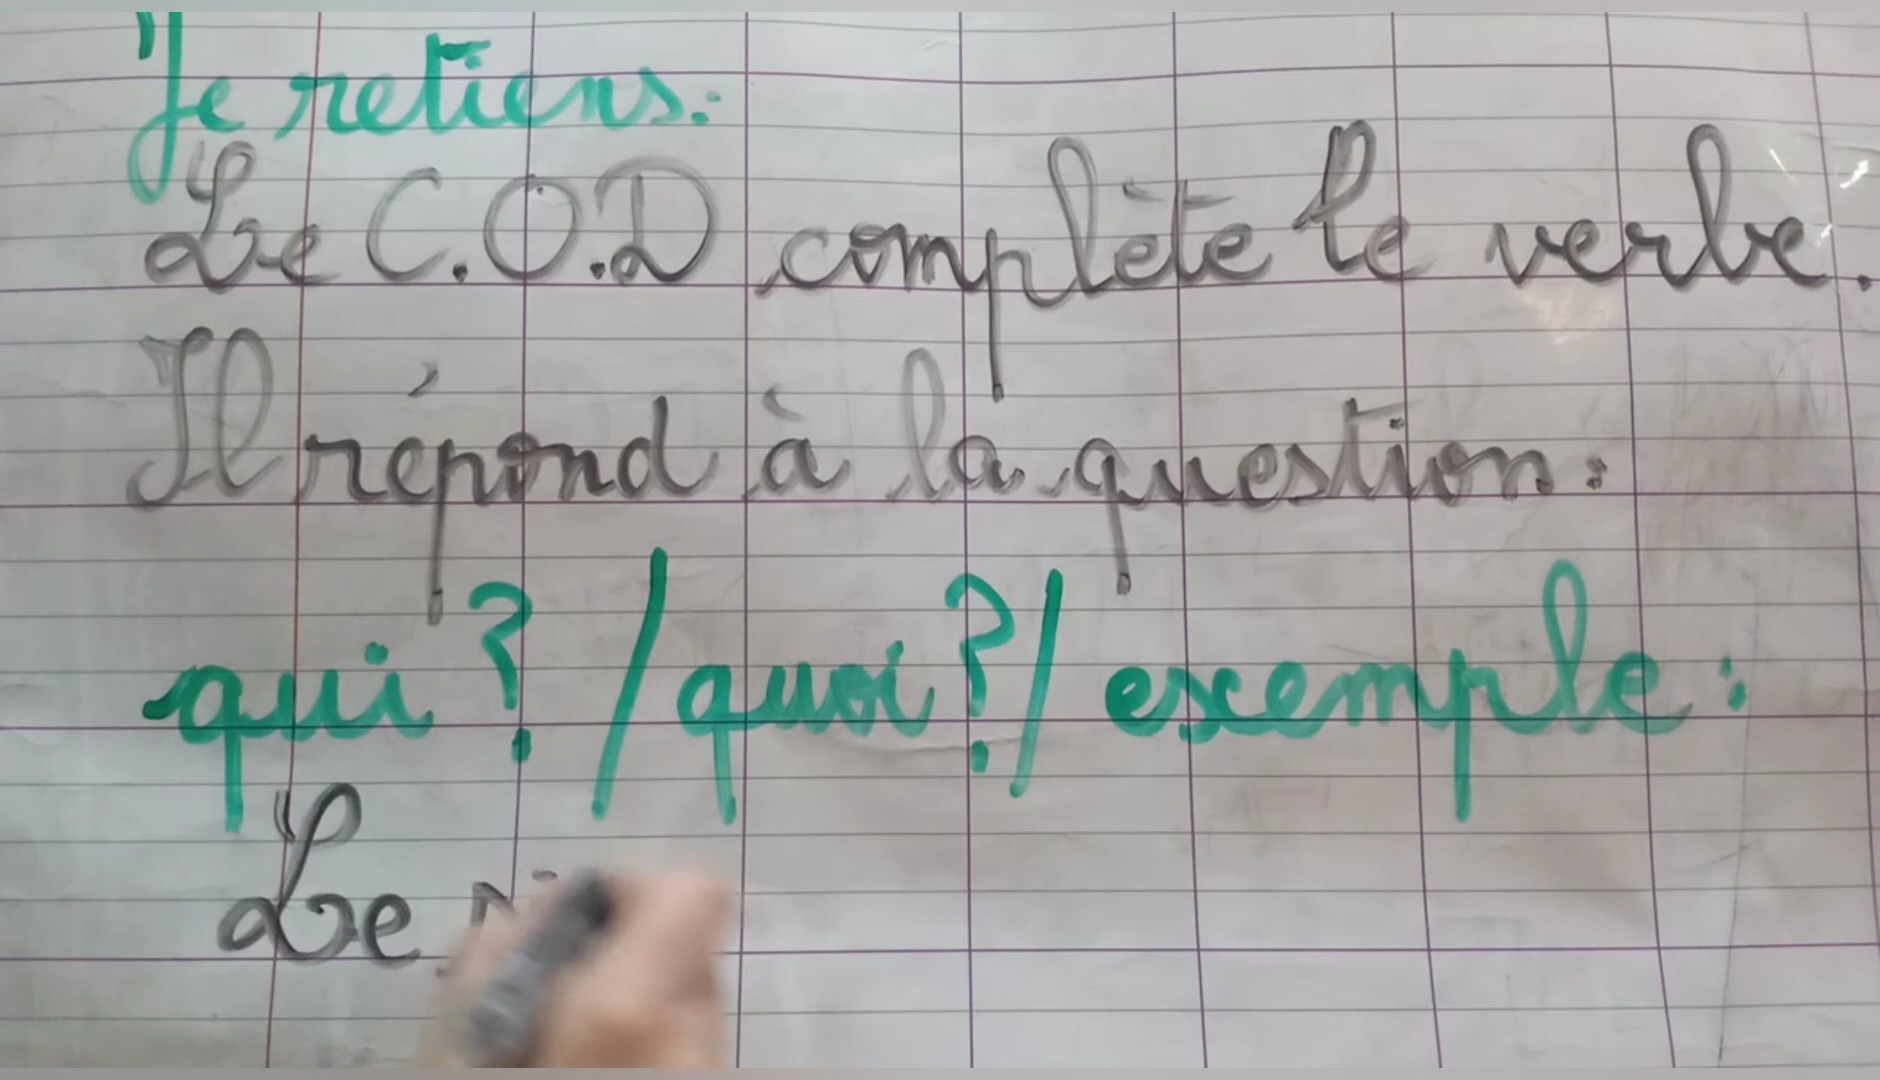 Je retiens:
Le C.O.D complète le verbe.
Il répond à la question:
qui ? / quoi ? / exemple :
Le